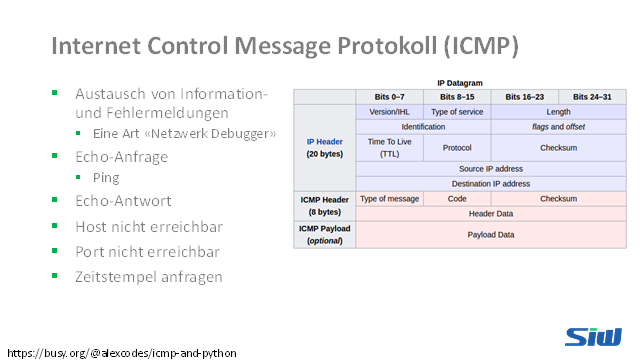 Internet Control Message Protokoll (ICMP)
Austausch von Information-
und Fehlermeldungen
Eine Art «Netzwerk Debugger»
Echo-Anfrage
Ping
Echo-Antwort
Host nicht erreichbar
Port nicht erreichbar
Zeitstempel anfragen
IP Datagram
Bits 0–7 Bits 8–15 Bits 16–23 Bits 24–31
IP Header
(20 bytes)
Version/IHL Type of service Length
Identification flags and offset
Time To Live
(TTL) Protocol Checksum
Source IP address
Destination IP address
ICMP Header
(8 bytes)
Type of message Code Checksum
Header Data
ICMP Payload
(optional)
Payload Data
SiW
https://busy.org/@alexcodes/icmp-and-python